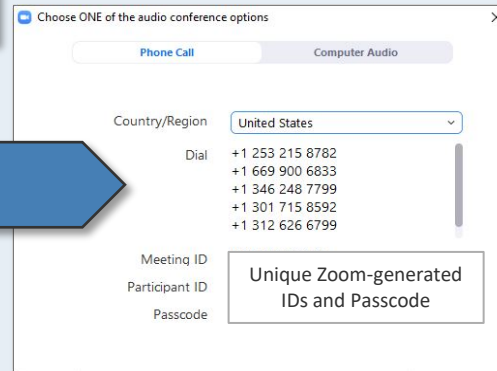 Choose ONE of the audio conference options
Phone Call
Computer Audio
Country/Region
United States
Dial
+1 253 215 8782
+1 669 900 6833
+1 346 248 7799
+1 301 715 8592
+1 312 626 6799
Meeting ID
Participant ID
Passcode
Unique Zoom-generated
IDs and Passcode